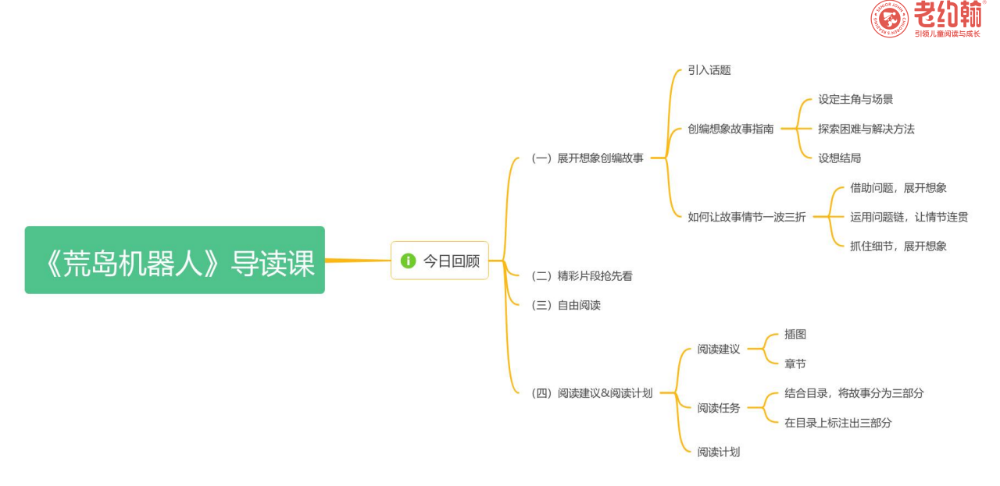 SENIOR JOHN
CHILDREN'S READING
老约翰
引领儿童阅读与成长
《荒岛机器人》导读课
今日回顾
（一）展开想象创编故事
引入话题
创编想象故事指南
设定主角与场景
探索困难与解决方法
设想结局
如何让故事情节一波三折
借助问题，展开想象
运用问题链，让情节连贯
抓住细节，展开想象
（二）精彩片段抢先看
（三）自由阅读
（四）阅读建议&阅读计划
阅读建议
插图
章节
阅读任务
结合目录，将故事分为三部分
在目录上标注出三部分
阅读计划